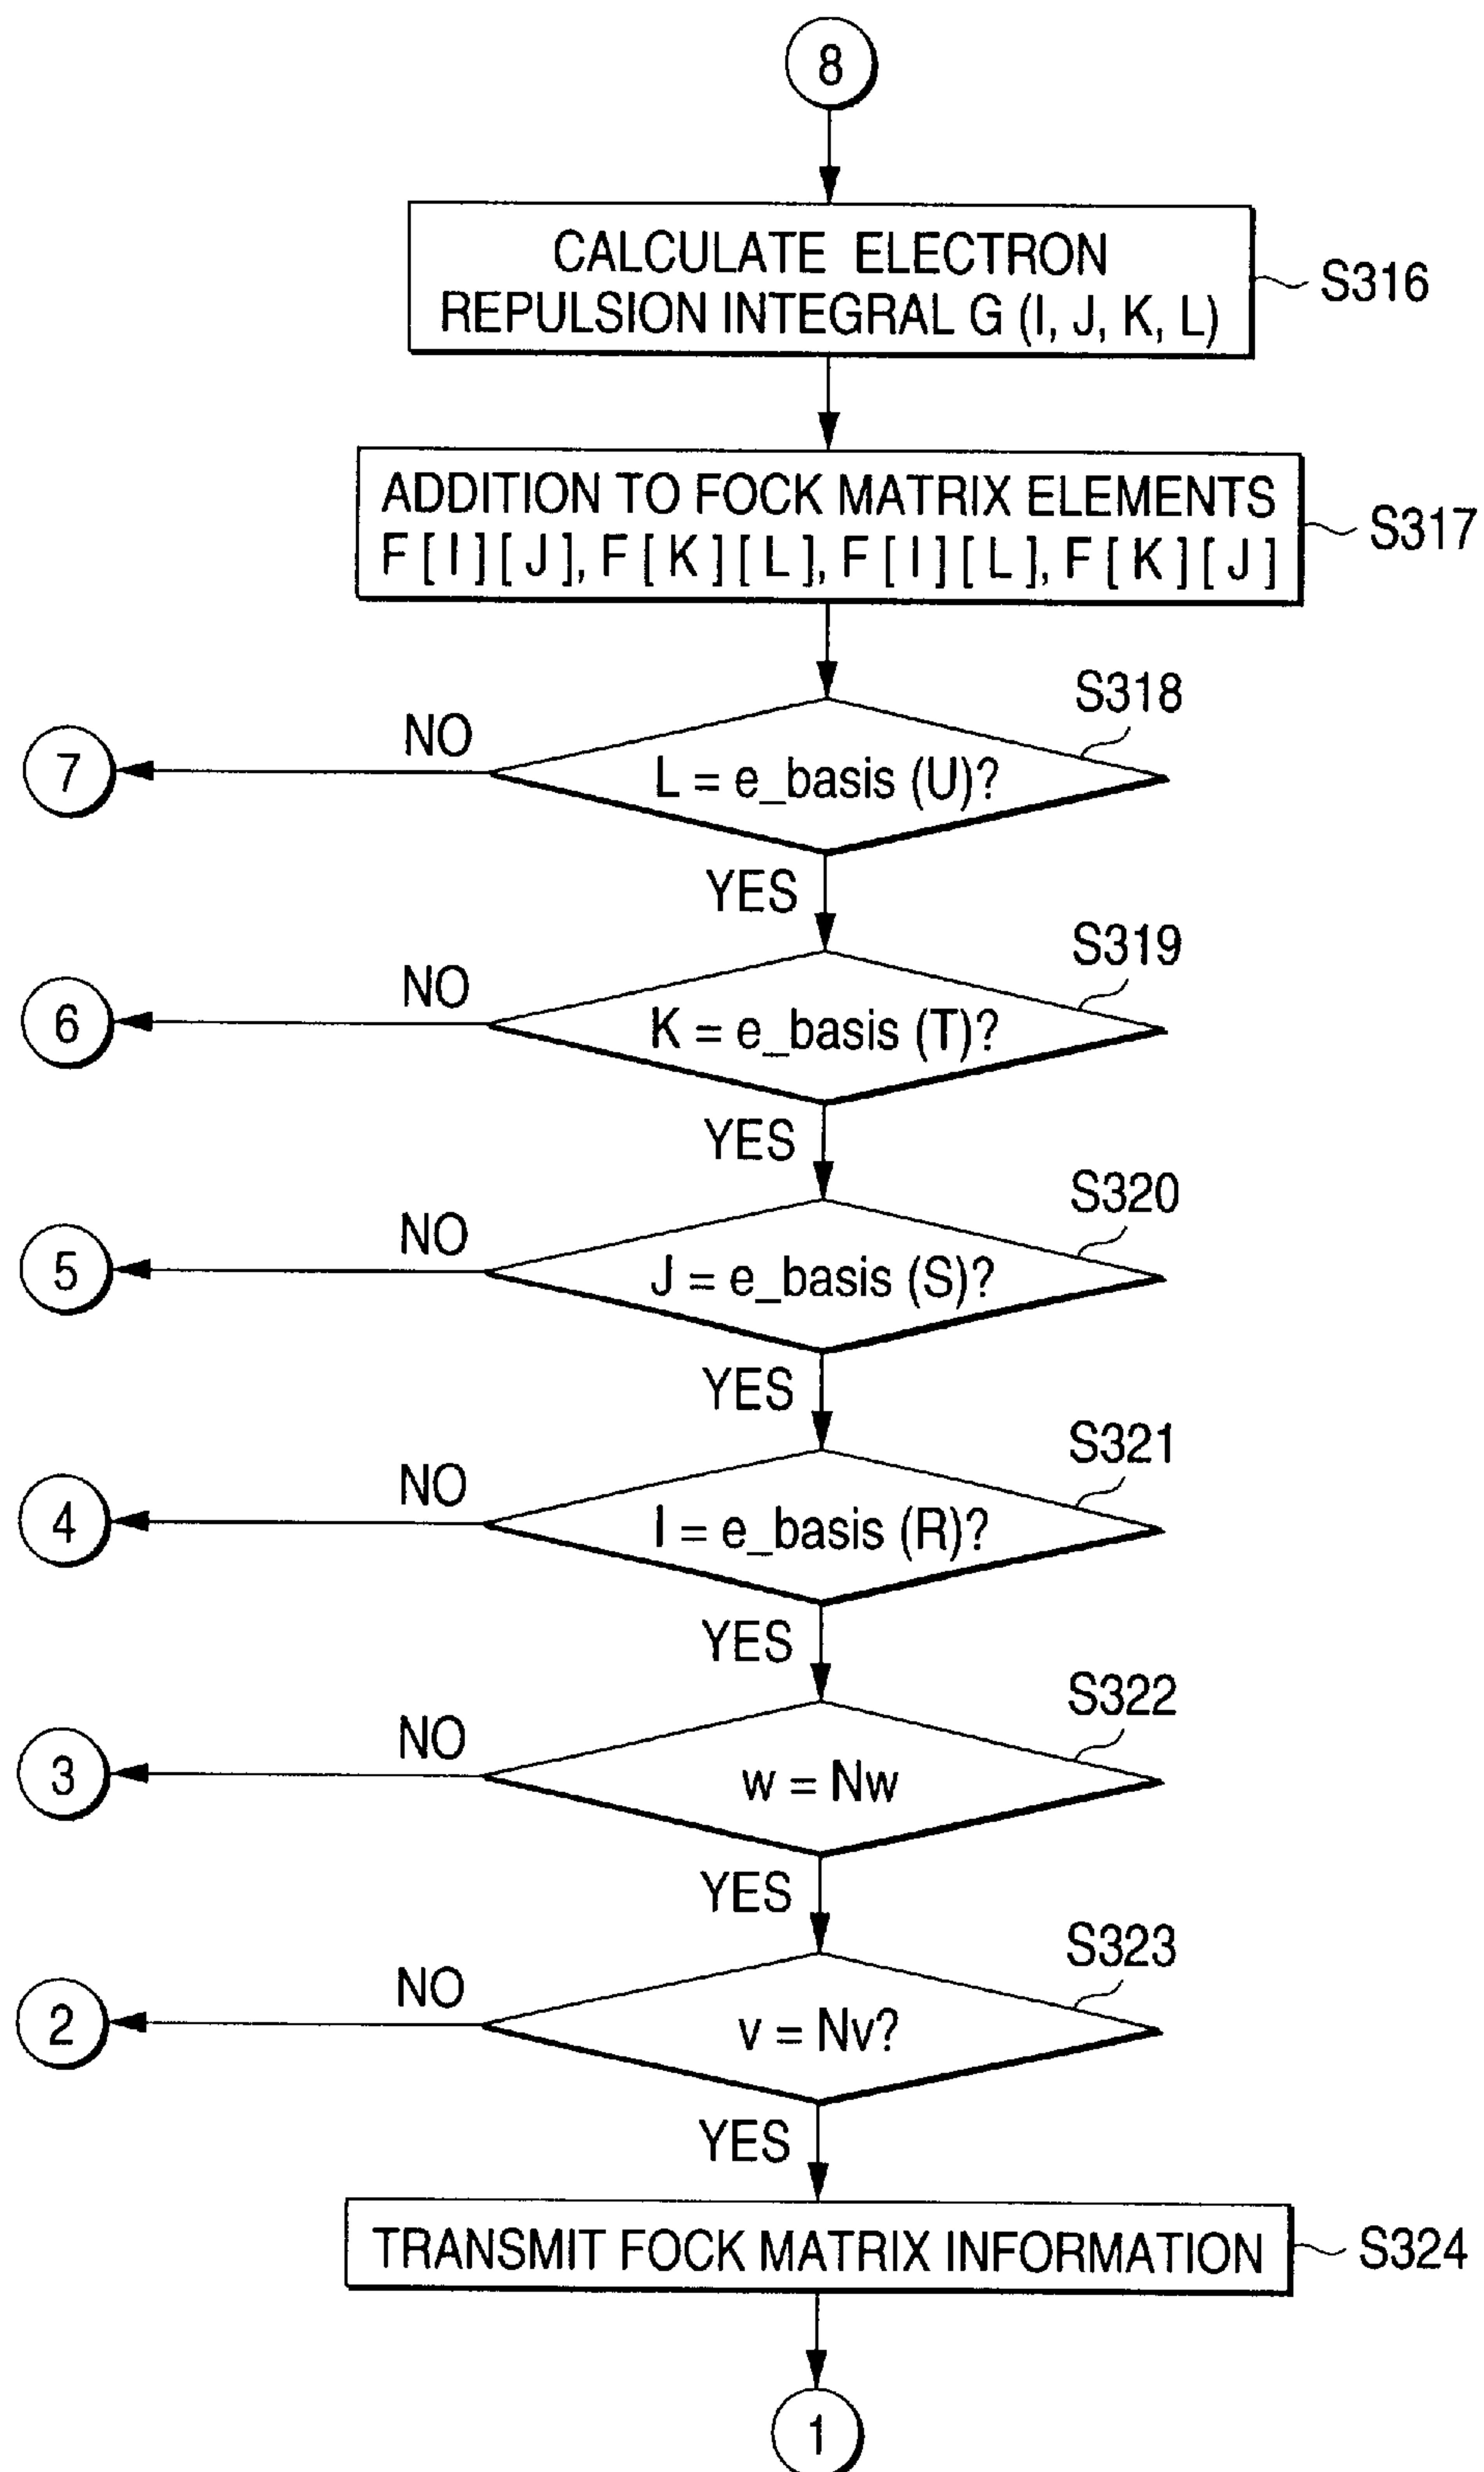 8
CALCULATE ELECTRON
REPULSION INTEGRAL G (I, J, K, L)
S316
ADDITION TO FOCK MATRIX ELEMENTS
F [ I ] [ J ], F [ K ] [ L ], F [ I ] [ L ], F [ K ] [ J ]
S317
S318
NO
7
L = e_basis (U)?
YES
S319
NO
6
K = e_basis (T)?
YES
S320
NO
5
J = e_basis (S)?
YES
S321
NO
4
I = e_basis (R)?
YES
S322
NO
3
w = Nw
YES
S323
NO
2
v = Nv?
YES
TRANSMIT FOCK MATRIX INFORMATION
S324
1